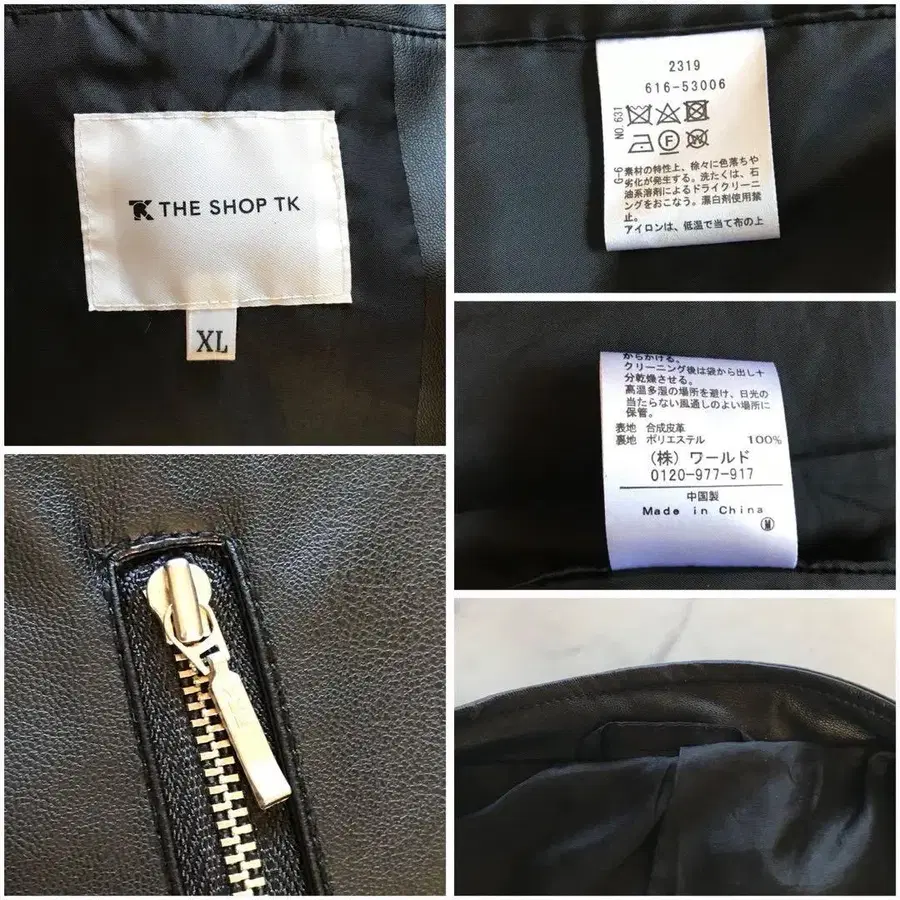 TK THE SHOP TK
XL
2319
616-53006
NO.631
G-6
素材の特性上、徐々に色落ちや
劣化が発生する。洗たくは、石
油系溶剤によるドライクリーニ
ングをおこなう。漂白剤使用禁
止。
アイロンは、低温で当て布の上
からかける。
クリーニング後は袋から出し十
分乾燥させる。
高温多湿の場所を避け、日光の
当たらない風通しのよい場所に
保管。
表地 合成皮革
裏地 ポリエステル 100%
(株) ワールド
0120-977-917
中国製
Made in China
M